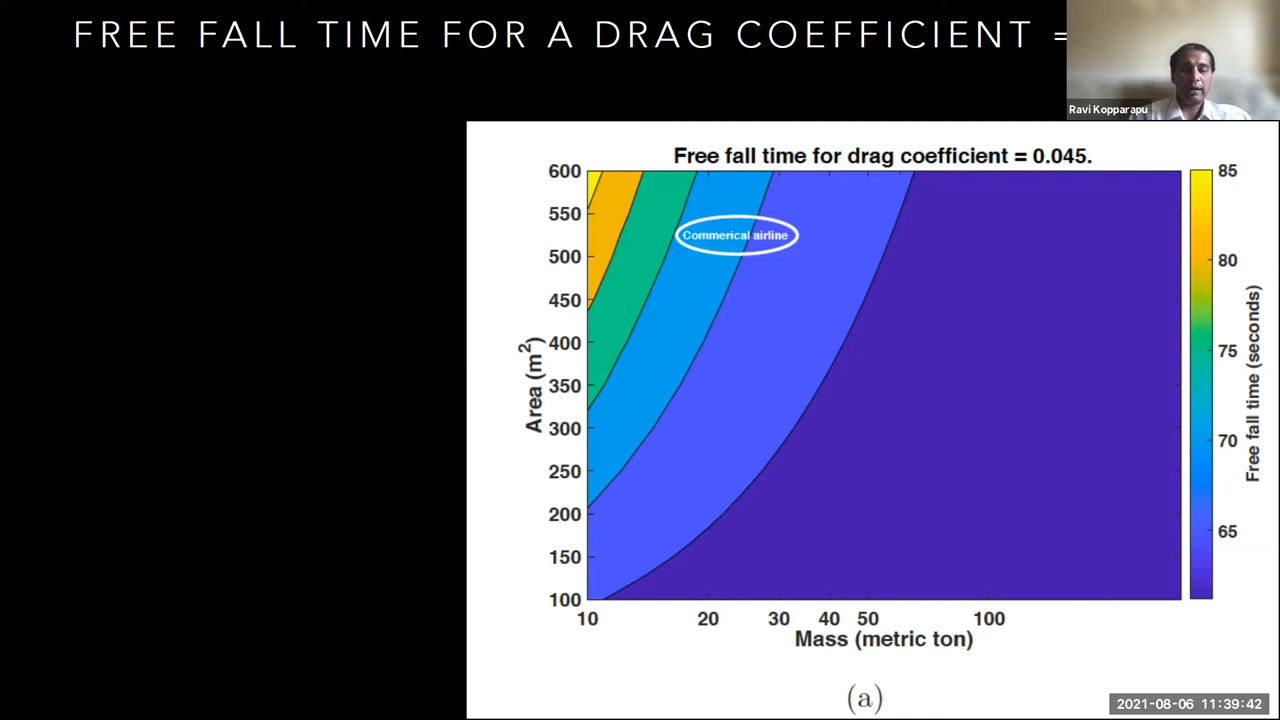 FREE FALL TIME FOR A DRAG COEFFICIENT =
Ravi Kopparapu
Free fall time for drag coefficient = 0.045.
600
550
500
450
400
350
300
250
200
150
100
Area (m²)
Commerical airline
10 20 30 40 50 100
Mass (metric ton)
85
80
75
70
65
Free fall time (seconds)
(a)
2021-08-06 11:39:42